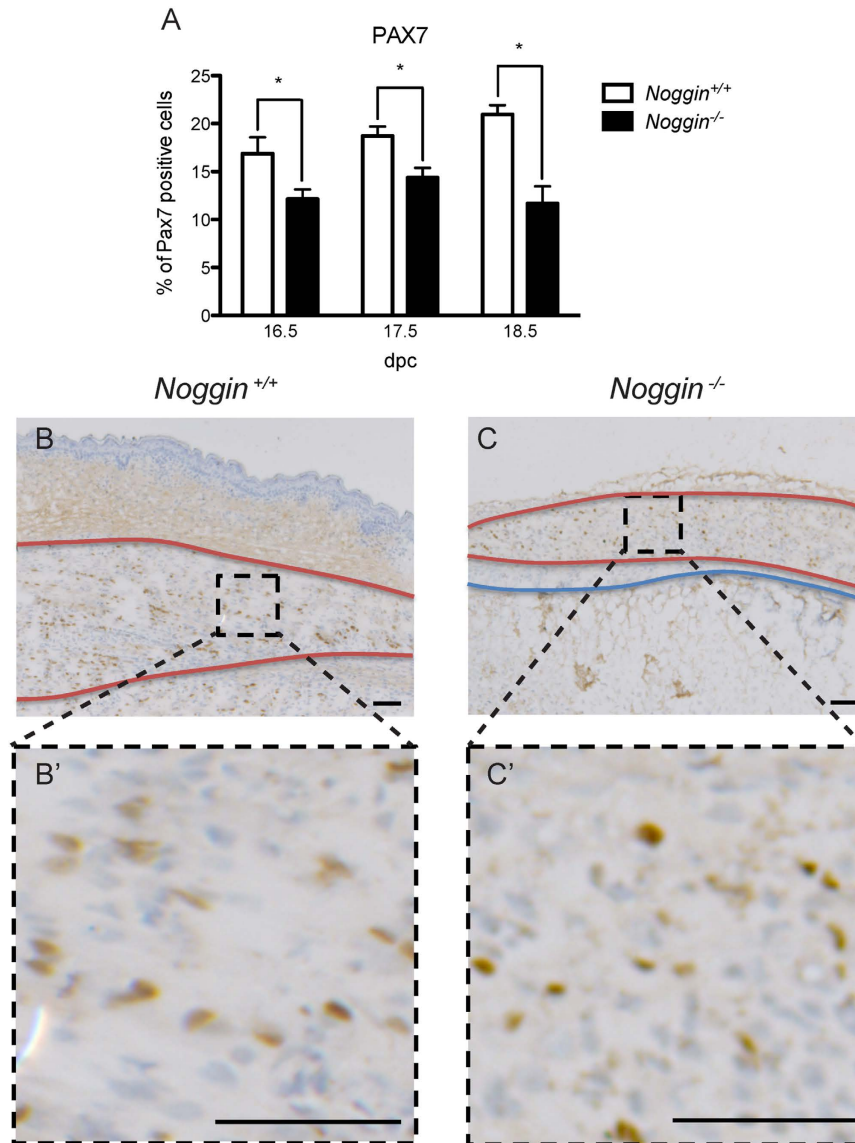 A
PAX7
% of Pax7 positive cells
25
20
15
10
5
0
*
*
*
16.5
17.5
18.5
dpc
Noggin+/+
Noggin-/-
Noggin +/+
Noggin -/-
B
C
B'
C'